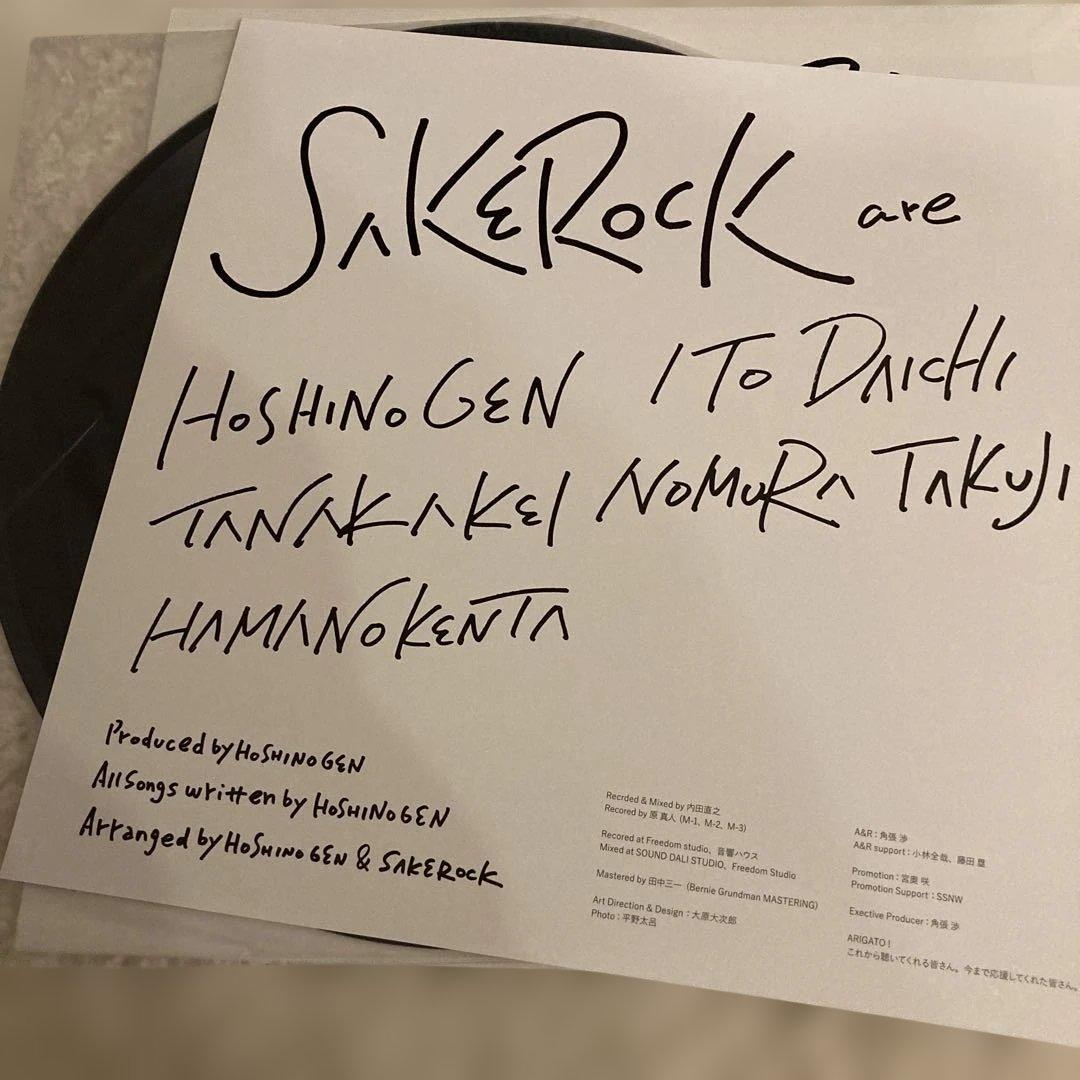 SAKEROCK are
HOSHINO GEN ITO DAICHI
TANAKA KEI NOMURA TAKUJI
HAMANO KENTA
Produced by HOSHINO GEN
All Songs written by HOSHINO GEN
Arranged by HOSHINO GEN & SAKEROCK
Recrded & Mixed by 内田直之
Recored by 原 真人 (M-1、M-2、M-3)
Recored at Freedom studio、音響ハウス
Mixed at SOUND DALI STUDIO、Freedom Studio
Mastered by 田中三一 (Bernie Grundman MASTERING)
Art Direction & Design：大原大次郎
Photo：平野太呂
A&R：角張 渉
A&R support：小林全哉、藤田 塁
Promotion：宮奥 咲
Promotion Support：SSNW
Exective Producer：角張 渉
ARIGATO！
これから聴いてくれる皆さん。今まで応援してくれた皆さん。